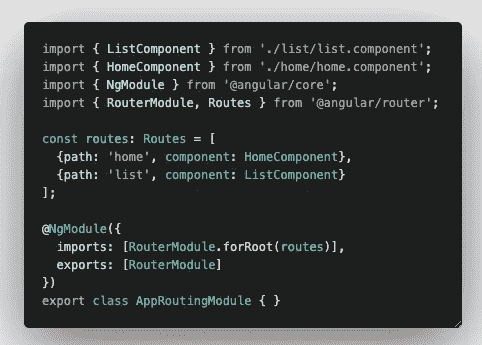 import { ListComponent } from './list/list.component';
import { HomeComponent } from './home/home.component';
import { NgModule } from '@angular/core';
import { RouterModule, Routes } from '@angular/router';

const routes: Routes = [
  {path: 'home', component: HomeComponent},
  {path: 'list', component: ListComponent}
];

@NgModule({
  imports: [RouterModule.forRoot(routes)],
  exports: [RouterModule]
})
export class AppRoutingModule { }